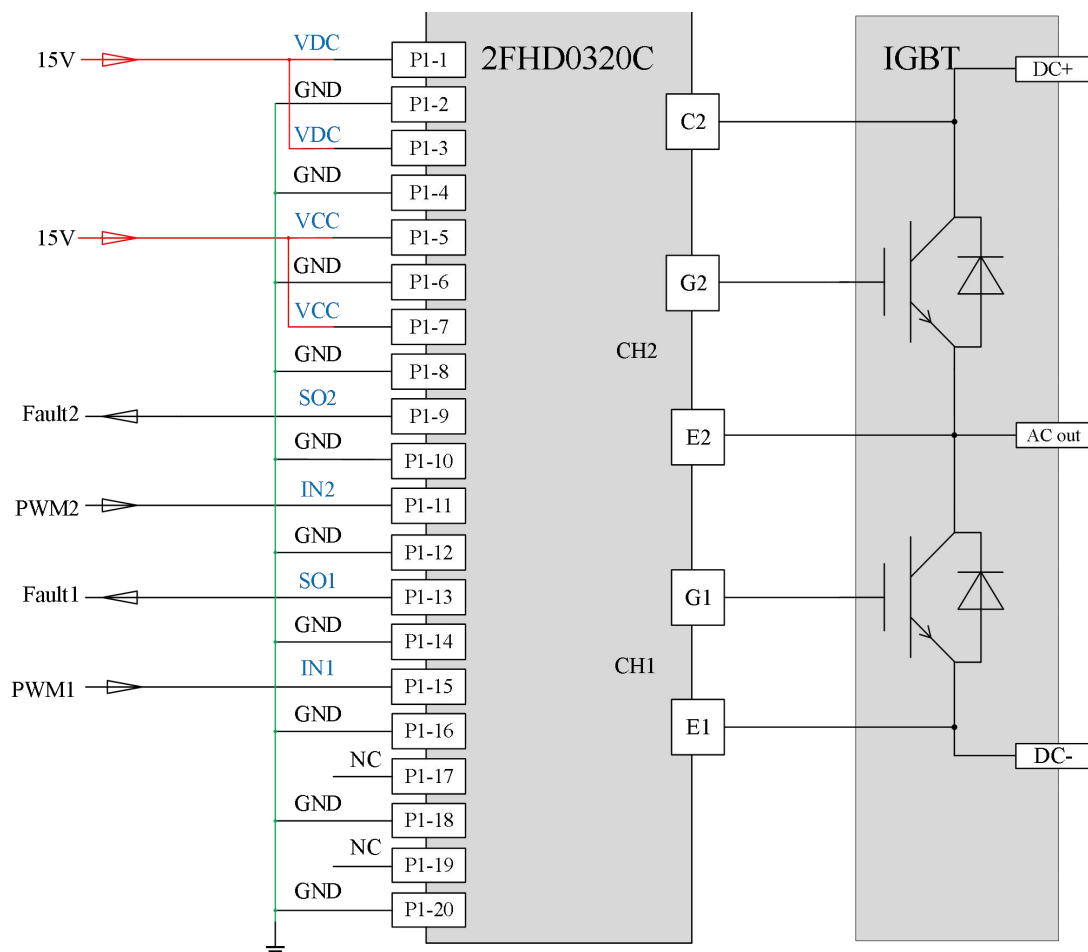 2FHD0320C
IGBT
15V
VDC
P1-1
DC+
GND
P1-2
C2
VDC
P1-3
GND
P1-4
15V
VCC
P1-5
GND
P1-6
G2
VCC
P1-7
CH2
GND
P1-8
Fault2
SO2
P1-9
E2
AC out
GND
P1-10
PWM2
IN2
P1-11
GND
P1-12
Fault1
SO1
P1-13
G1
GND
P1-14
CH1
PWM1
IN1
P1-15
GND
P1-16
E1
DC-
NC
P1-17
GND
P1-18
NC
P1-19
GND
P1-20